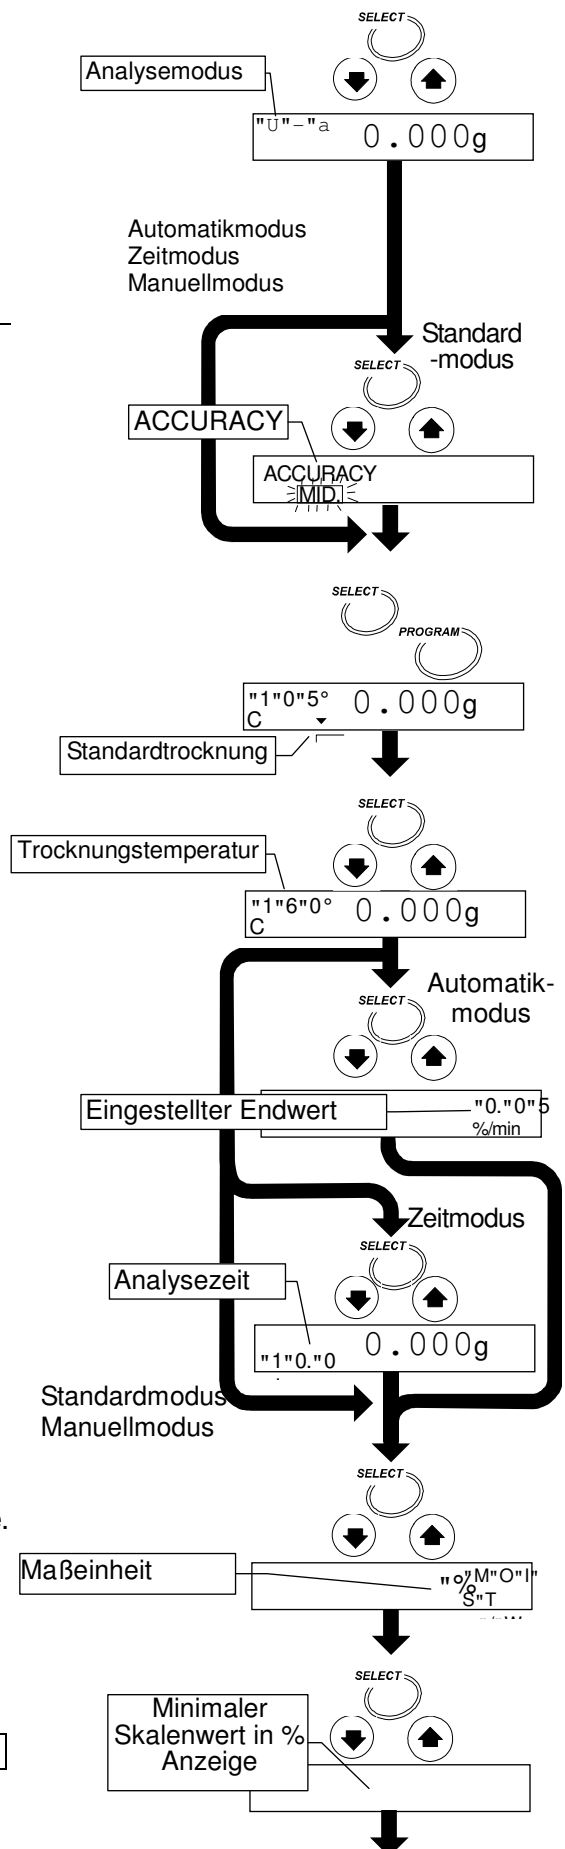 SELECT
Analysemodus
"U"-"a 0.000g
Automatikmodus
Zeitmodus
Manuellmodus
Standard
-modus
SELECT
ACCURACY
ACCURACY
MID.
SELECT
PROGRAM
"1"0"5°
C
0.000g
Standardtrocknung
SELECT
Trocknungstemperatur
"1"6"0°
C
0.000g
Automatik-
modus
SELECT
Eingestellter Endwert
"0."0"5
%/min
Zeitmodus
SELECT
Analysezeit
0.000g
"1"0."0
Standardmodus
Manuellmodus
SELECT
e.
Maßeinheit
"%"M"O"I"
S"T
SELECT
Minimaler
Skalenwert in %
Anzeige